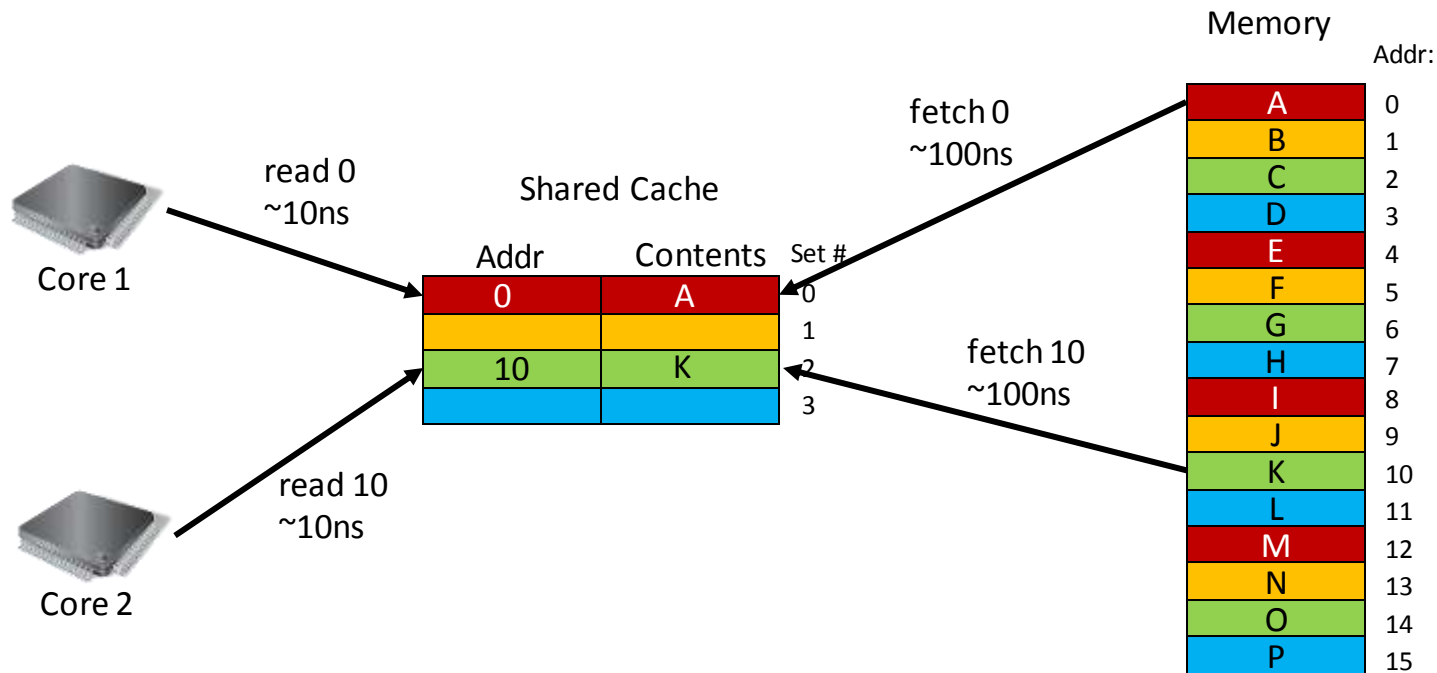 Memory
Addr:
fetch 0
~100ns
read 0
~10ns
Shared Cache
Core 1
Addr Contents Set #
0 A 0
1
10 K 2
3
fetch 10
~100ns
read 10
~10ns
Core 2
A 0
B 1
C 2
D 3
E 4
F 5
G 6
H 7
I 8
J 9
K 10
L 11
M 12
N 13
O 14
P 15